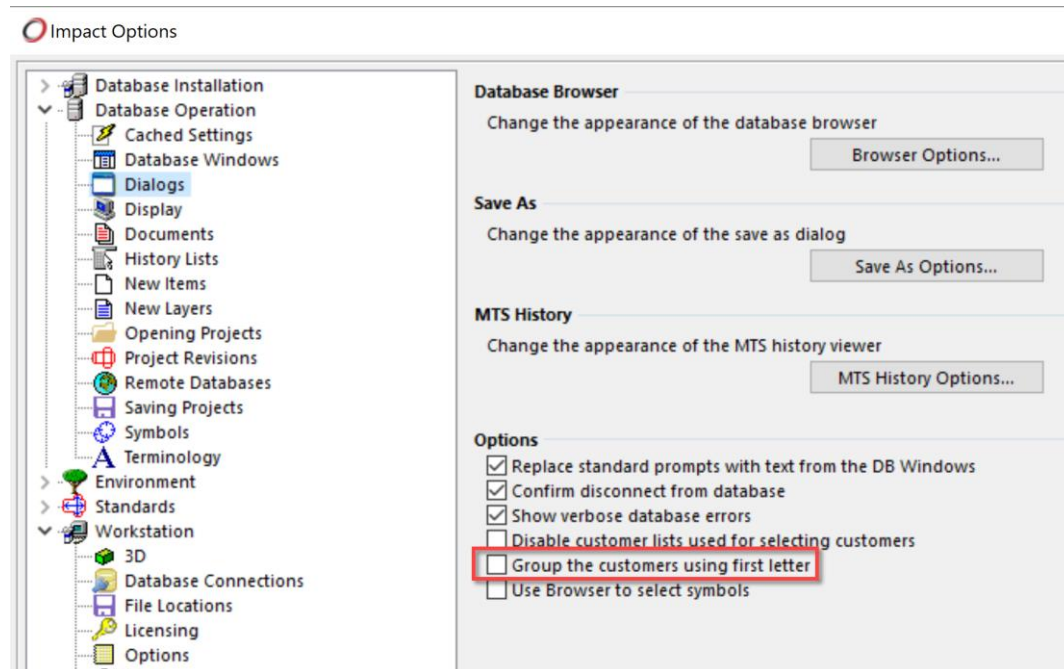 Impact Options
Database Installation
Database Operation
Cached Settings
Database Windows
Dialogs
Display
Documents
History Lists
New Items
New Layers
Opening Projects
Project Revisions
Remote Databases
Saving Projects
Symbols
Terminology
Environment
Standards
Workstation
3D
Database Connections
File Locations
Licensing
Options
Database Browser
Change the appearance of the database browser
Browser Options...
Save As
Change the appearance of the save as dialog
Save As Options...
MTS History
Change the appearance of the MTS history viewer
MTS History Options...
Options
Replace standard prompts with text from the DB Windows
Confirm disconnect from database
Show verbose database errors
Disable customer lists used for selecting customers
Group the customers using first letter
Use Browser to select symbols